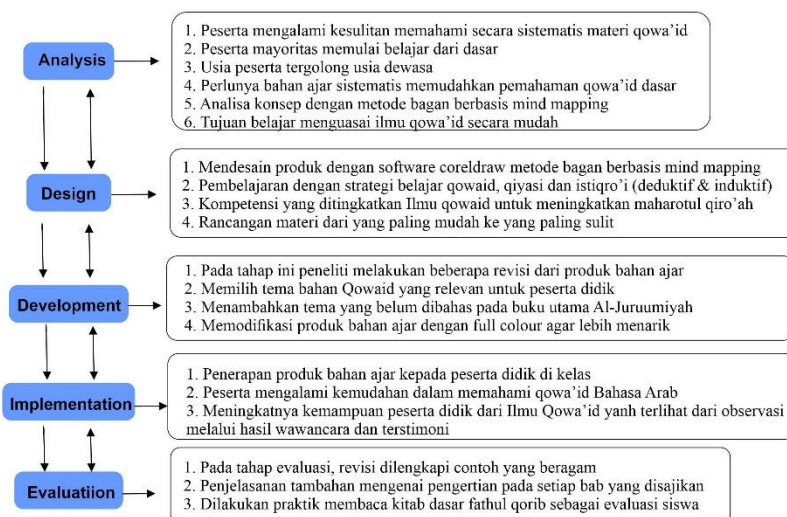 Analysis
1. Peserta mengalami kesulitan memahami secara sistematis materi qowa'id
2. Peserta mayoritas memulai belajar dari dasar
3. Usia peserta tergolong usia dewasa
4. Perlunya bahan ajar sistematis memudahkan pemahaman qowa'id dasar
5. Analisa konsep dengan metode bagan berbasis mind mapping
6. Tujuan belajar menguasai ilmu qowa'id secara mudah
Design
1. Mendesain produk dengan software coreldraw metode bagan berbasis mind mapping
2. Pembelajaran dengan strategi belajar qowaid, qiyasi dan istiqro'i (deduktif & induktif)
3. Kompetensi yang ditingkatkan Ilmu qowaid untuk meningkatkan maharotul qiro'ah
4. Rancangan materi dari yang paling mudah ke yang paling sulit
Development
1. Pada tahap ini peneliti melakukan beberapa revisi dari produk bahan ajar
2. Memilih tema bahan Qowaid yang relevan untuk peserta didik
3. Menambahkan tema yang belum dibahas pada buku utama Al-Juruumiyah
4. Memodifikasi produk bahan ajar dengan full colour agar lebih menarik
Implementation
1. Penerapan produk bahan ajar kepada peserta didik di kelas
2. Peserta mengalami kemudahan dalam memahami qowa'id Bahasa Arab
3. Meningkatnya kemampuan peserta didik dari Ilmu Qowa'id yanh terlihat dari observasi
melalui hasil wawancara dan terstimoni
Evaluatiion
1. Pada tahap evaluasi, revisi dilengkapi contoh yang beragam
2. Penjelasanan tambahan mengenai pengertian pada setiap bab yang disajikan
3. Dilakukan praktik membaca kitab dasar fathul qorib sebagai evaluasi siswa